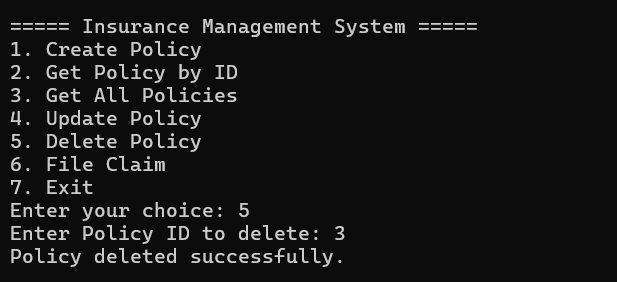 ===== Insurance Management System =====
1. Create Policy
2. Get Policy by ID
3. Get All Policies
4. Update Policy
5. Delete Policy
6. File Claim
7. Exit
Enter your choice: 5
Enter Policy ID to delete: 3
Policy deleted successfully.